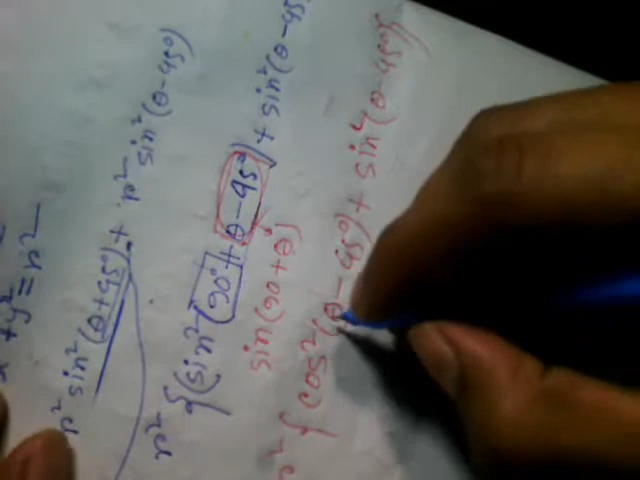 x² + y² = r²
r² sin² (θ + 45°) + r² sin² (θ - 45°)
r² {(sin² (90° + θ - 45°) + sin² (θ - 45°
sin (90 + θ)
r² { cos² (θ - 45°) + sin² (θ - 45°)}